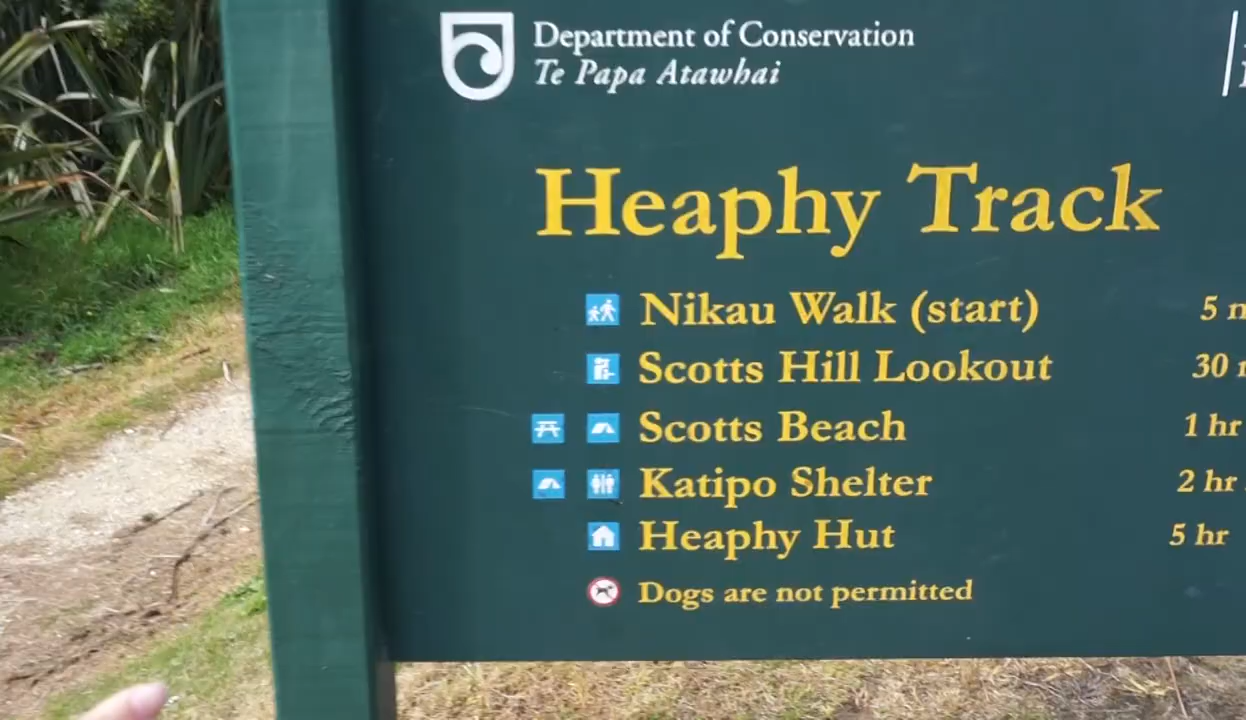 Department of Conservation
Te Papa Atawhai
Heaphy Track
Nikau Walk (start) 5
Scotts Hill Lookout 30
Scotts Beach 1 hr
Katipo Shelter 2 hr
Heaphy Hut 5 hr
Dogs are not permitted